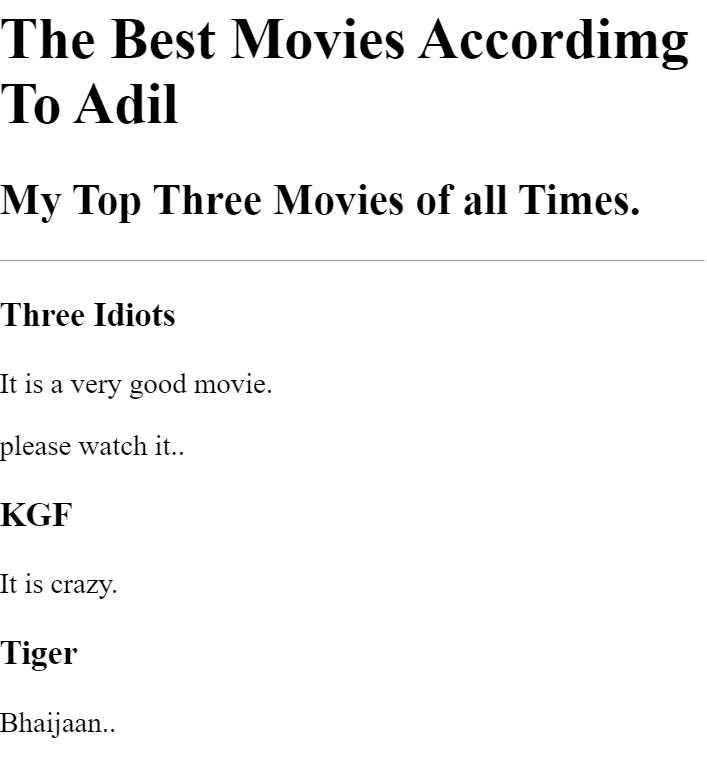 The Best Movies Accordimg
To Adil
My Top Three Movies of all Times.
Three Idiots
It is a very good movie.
please watch it..
KGF
It is crazy.
Tiger
Bhaijaan..